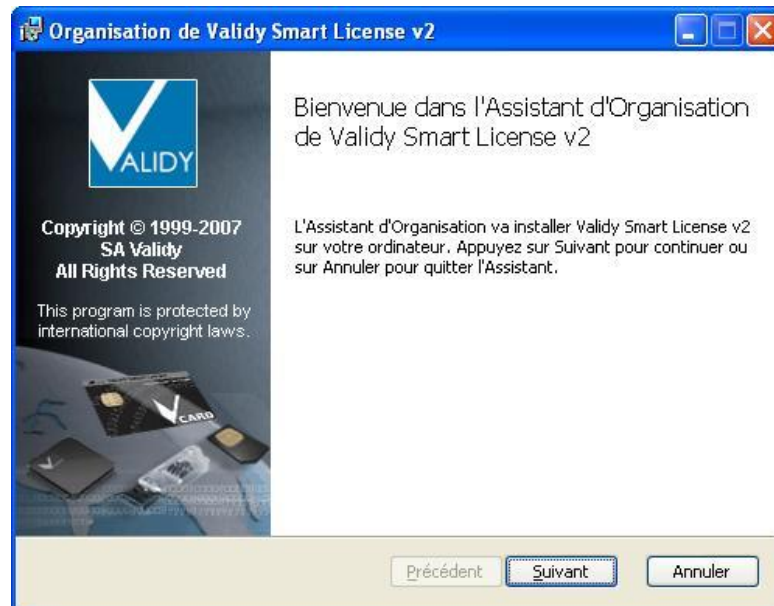 Organisation de Validy Smart License v2
VALIDY
Copyright © 1999-2007
SA Validy
All Rights Reserved
This program is protected by
international copyright laws.
VCARD
Bienvenue dans l'Assistant d'Organisation
de Validy Smart License v2
L'Assistant d'Organisation va installer Validy Smart License v2
sur votre ordinateur. Appuyez sur Suivant pour continuer ou
sur Annuler pour quitter l'Assistant.
Précédent
Suivant
Annuler